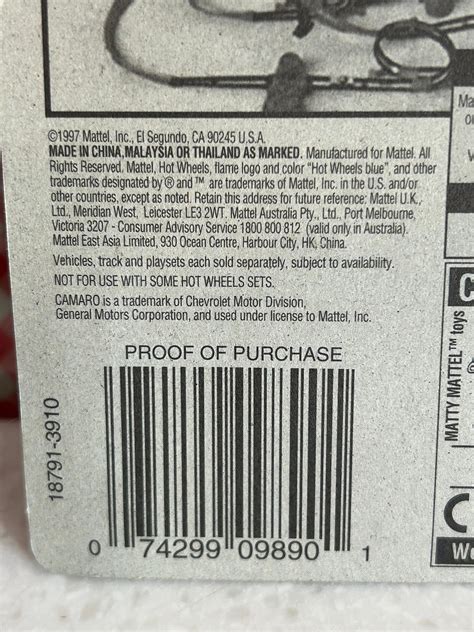 ©1997 Mattel, Inc., El Segundo, CA 90245 U.S.A.
MADE IN CHINA, MALAYSIA OR THAILAND AS MARKED. Manufactured for Mattel. All
Rights Reserved. Mattel, Hot Wheels, flame logo and color "Hot Wheels blue", and other
trademarks designated by ® and ™ are trademarks of Mattel, Inc. in the U.S. and/or
other countries, except as noted. Retain this address for future reference: Mattel U.K.,
Ltd., Meridian West, Leicester LE3 2WT. Mattel Australia Pty., Ltd., Port Melbourne,
Victoria 3207 - Consumer Advisory Service 1800 800 812 (valid only in Australia).
Mattel East Asia Limited, 930 Ocean Centre, Harbour City, HK, China.
Vehicles, track and playsets each sold separately, subject to availability.
NOT FOR USE WITH SOME HOT WHEELS SETS.
CAMARO is a trademark of Chevrolet Motor Division,
General Motors Corporation, and used under license to Mattel, Inc.
PROOF OF PURCHASE
18791-3910
0 74299 09890 1
MATTY MATTEL™ toys
Ma
C
C
We